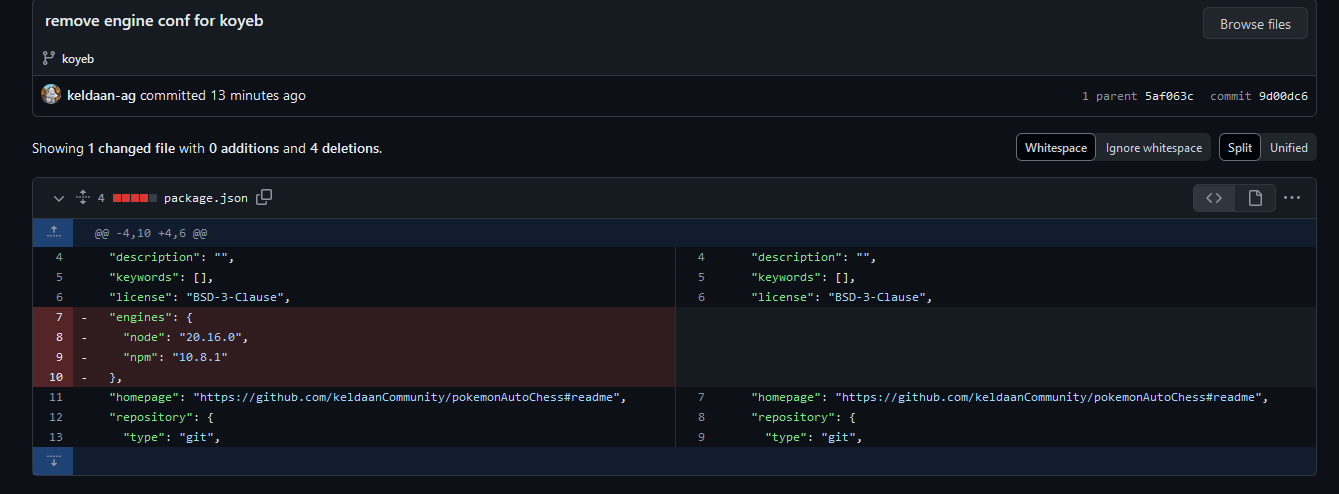 remove engine conf for koyeb
Browse files
koyeb
keldaan-ag committed 13 minutes ago
1 parent 5af063c commit 9d00dc6
Showing 1 changed file with 0 additions and 4 deletions.
Whitespace Ignore whitespace Split Unified
4 package.json
@@ -4,10 +4,6 @@
4 "description": "", 4 "description": "",
5 "keywords": [], 5 "keywords": [],
6 "license": "BSD-3-Clause", 6 "license": "BSD-3-Clause",
7 - "engines": {
8 - "node": "20.16.0",
9 - "npm": "10.8.1"
10 - },
11 "homepage": "https://github.com/keldaanCommunity/pokemonAutoChess#readme", 7 "homepage": "https://github.com/keldaanCommunity/pokemonAutoChess#readme",
12 "repository": { 8 "repository": {
13 "type": "git", 9 "type": "git",